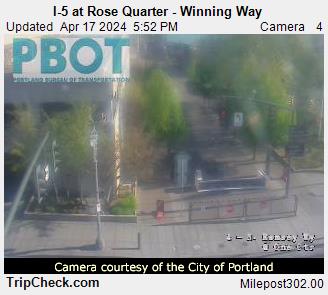 I-5 at Rose Quarter - Winning Way
Updated Apr 17 2024 5:52 PM Camera 4
PBOT
PORTLAND BUREAU OF TRANSPORTATION
Camera courtesy of the City of Portland
TripCheck.com Milepost302.00